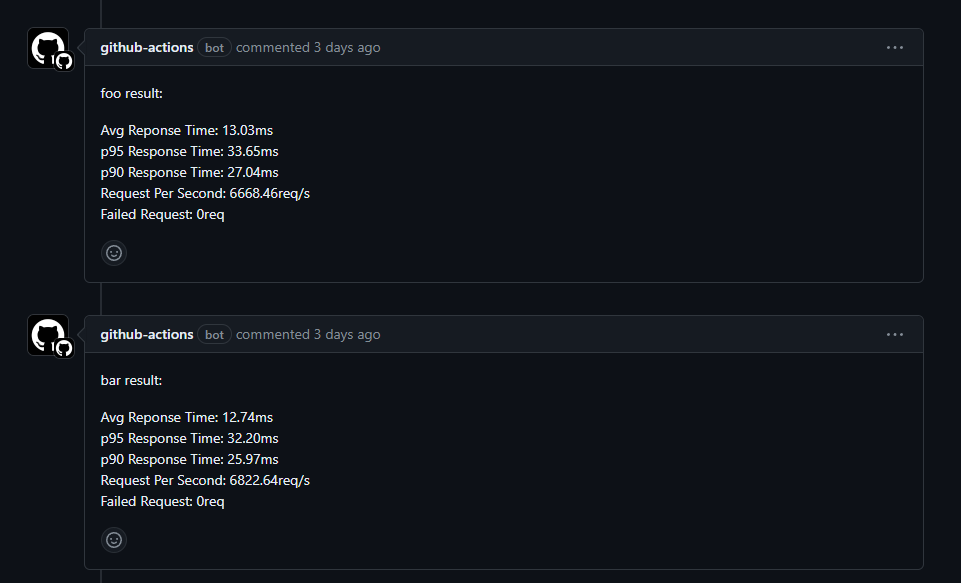 github-actions bot commented 3 days ago
foo result:
Avg Reponse Time: 13.03ms
p95 Response Time: 33.65ms
p90 Response Time: 27.04ms
Request Per Second: 6668.46req/s
Failed Request: 0req
github-actions bot commented 3 days ago
bar result:
Avg Reponse Time: 12.74ms
p95 Response Time: 32.20ms
p90 Response Time: 25.97ms
Request Per Second: 6822.64req/s
Failed Request: 0req